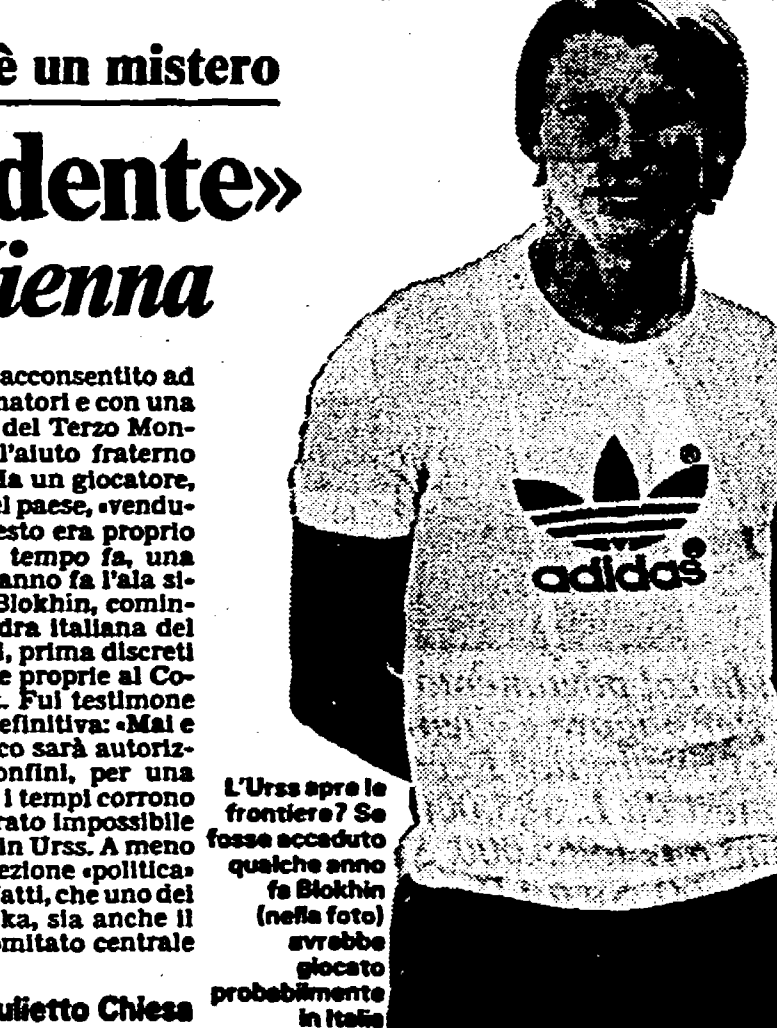 è un mistero
dente»
ienna
acconsentito ad
natori e con una
del Terzo Mon-
l'aiuto fraterno
Ma un giocatore,
el paese, «vendu-
esto era proprio
tempo fa, una
anno fa l'ala si-
Blokhin, comin-
dra italiana del
i, prima discreti
e proprie al Co-
. Fui testimone
efinitiva: «Mai e
co sarà autoriz-
onfini, per una
i tempi corrono
rato impossibile
in Urss. A meno
ezione «politica»
fatti, che uno dei
ka, sia anche il
omitato centrale
ulietto Chiesa
adidas
®
®
L'Urss apre le
frontiere? Se
fosse accaduto
qualche anno
fa Blokhin
(nella foto)
avrebbe
giocato
probabilmente
in Italia